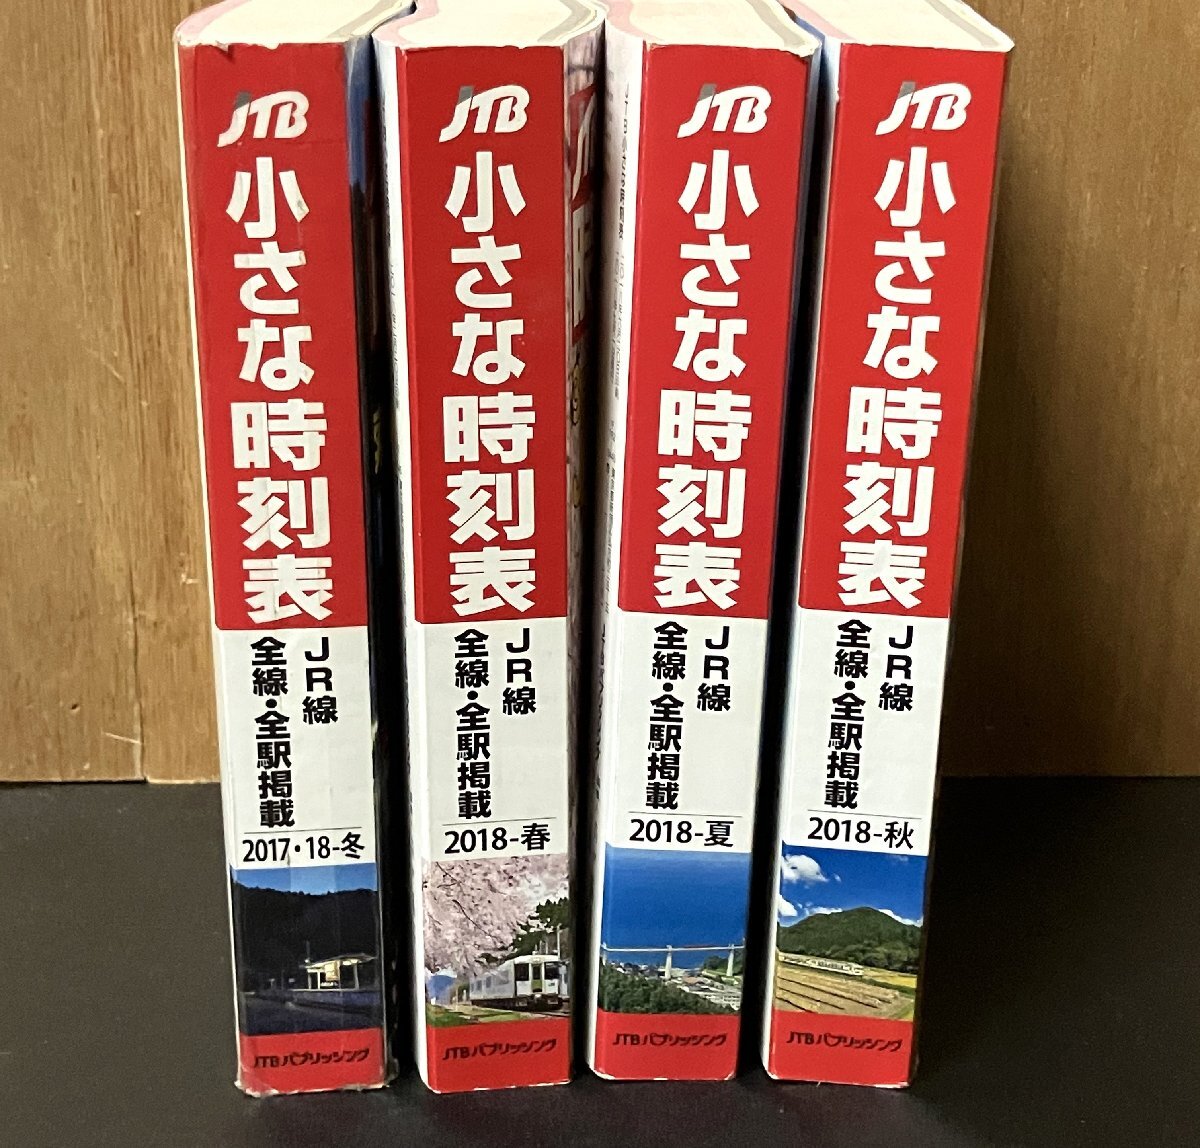 JTB
小さな時刻表
JR線
全線・全駅掲載
2017・18-冬
JTBパブリッシング
JTB
小さな時刻表
JR線
全線・全駅掲載
2018-春
JTBパブリッシング
JTB
小さな時刻表
JR線
全線・全駅掲載
2018-夏
JTBパブリッシング
JTB
小さな時刻表
JR線
全線・全駅掲載
2018-秋
JTBパブリッシング